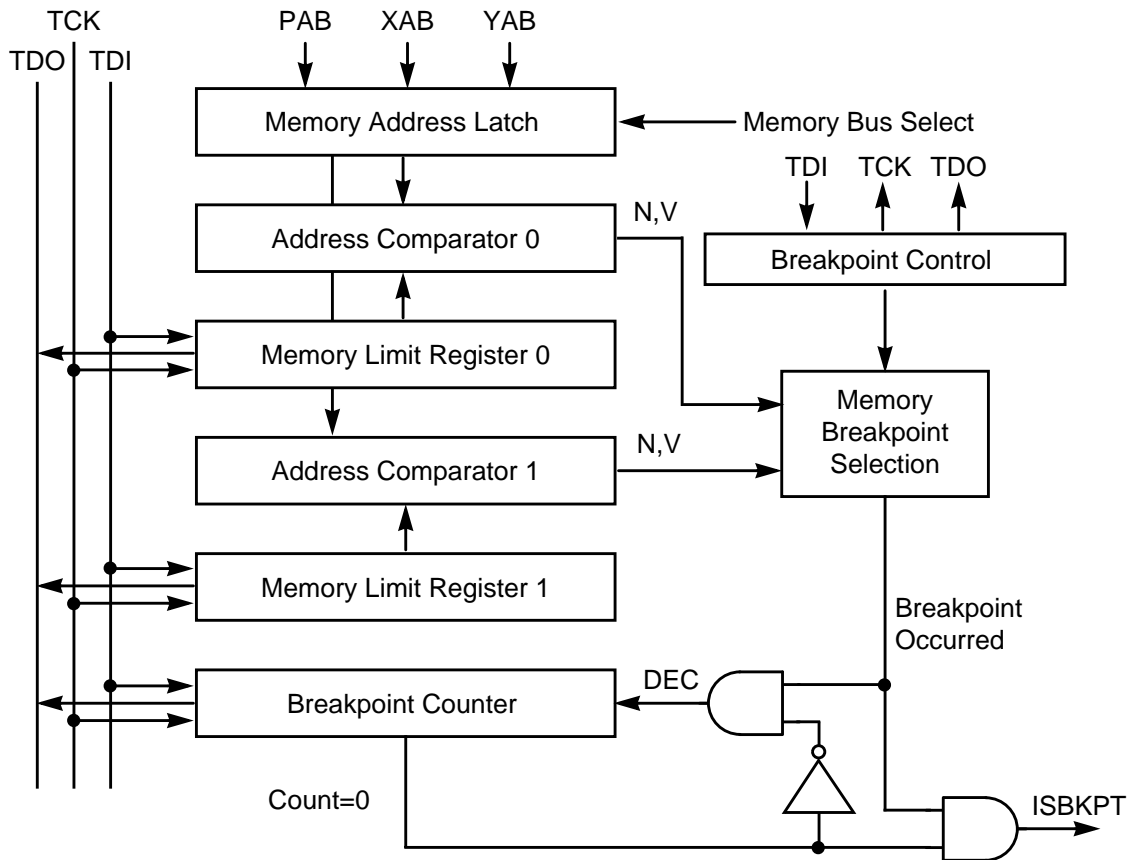 TCK
PAB XAB YAB
TDO TDI
Memory Address Latch
Memory Bus Select
TDI TCK TDO
N,V
Address Comparator 0
Breakpoint Control
Memory Limit Register 0
Memory
Breakpoint
Selection
N,V
Address Comparator 1
Memory Limit Register 1
Breakpoint
Occurred
DEC
Breakpoint Counter
Count=0
ISBKPT